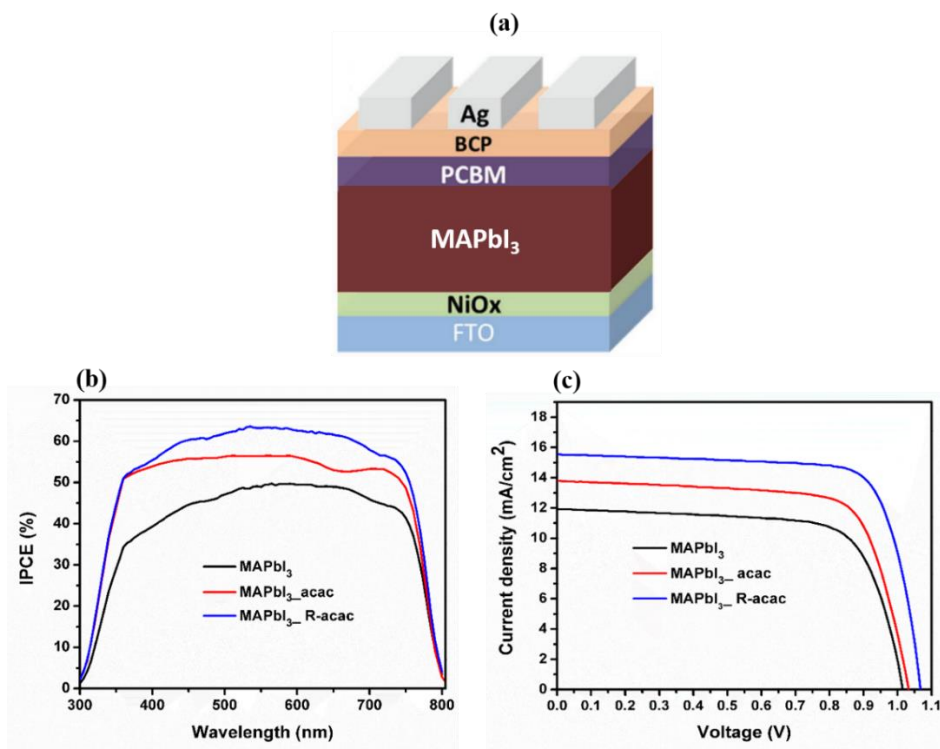 (a)
Ag
BCP
PCBM
MAPbI₃
NiOx
FTO
(b)
70
60
50
40
30
20
10
0
IPCE (%)
MAPbI₃
MAPbI₃_acac
MAPbI₃_ R-acac
300 400 500 600 700 800
Wavelength (nm)
(c)
18
16
14
12
10
8
6
4
2
0
Current density (mA/cm²)
MAPbI₃
MAPbI₃_ acac
MAPbI₃_ R-acac
0.0 0.1 0.2 0.3 0.4 0.5 0.6 0.7 0.8 0.9 1.0 1.1
Voltage (V)